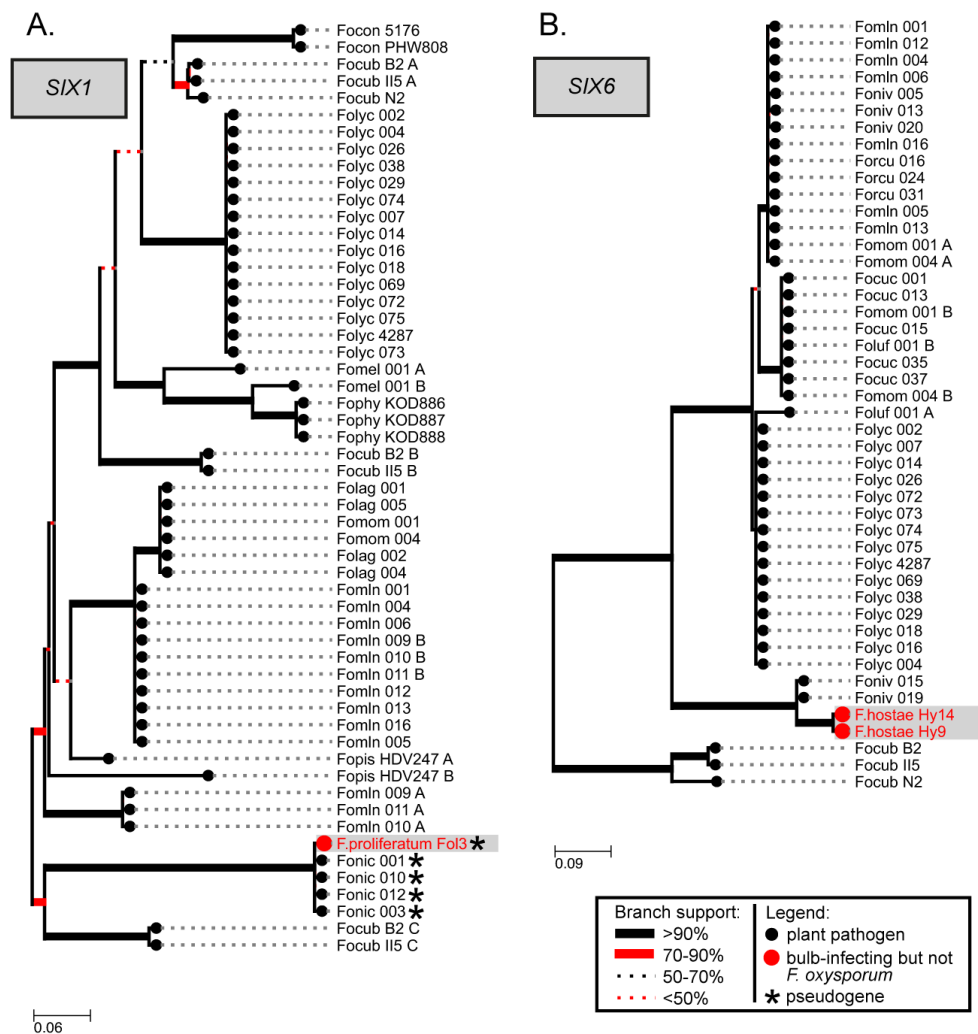 A.
SIX1
Focon 5176
Focon PHW808
Focub B2 A
Focub II5 A
Focub N2
Folyc 002
Folyc 004
Folyc 026
Folyc 038
Folyc 029
Folyc 074
Folyc 007
Folyc 014
Folyc 016
Folyc 018
Folyc 069
Folyc 072
Folyc 075
Folyc 4287
Folyc 073
Fomel 001 A
Fomel 001 B
Fophy KOD886
Fophy KOD887
Fophy KOD888
Focub B2 B
Focub II5 B
Folag 001
Folag 005
Fomom 001
Fomom 004
Folag 002
Folag 004
Fomln 001
Fomln 004
Fomln 006
Fomln 009 B
Fomln 010 B
Fomln 011 B
Fomln 012
Fomln 013
Fomln 016
Fomln 005
Fopis HDV247 A
Fopis HDV247 B
Fomln 009 A
Fomln 011 A
Fomln 010 A
F.proliferatum Fol3 *
Fonic 001 *
Fonic 010 *
Fonic 012 *
Fonic 003 *
Focub B2 C
Focub II5 C
0.06
B.
SIX6
Fomln 001
Fomln 012
Fomln 004
Fomln 006
Foniv 005
Foniv 013
Foniv 020
Fomln 016
Forcu 016
Forcu 024
Forcu 031
Fomln 005
Fomln 013
Fomom 001 A
Fomom 004 A
Focuc 001
Focuc 013
Fomom 001 B
Focuc 015
Foluf 001 B
Focuc 035
Focuc 037
Fomom 004 B
Foluf 001 A
Folyc 002
Folyc 007
Folyc 014
Folyc 026
Folyc 072
Folyc 073
Folyc 074
Folyc 075
Folyc 4287
Folyc 069
Folyc 038
Folyc 029
Folyc 018
Folyc 016
Folyc 004
Foniv 015
Foniv 019
F.hostae Hy14
F.hostae Hy9
Focub B2
Focub II5
Focub N2
0.09
Branch support:
>90%
70-90%
50-70%
<50%
Legend:
plant pathogen
bulb-infecting but not
F. oxysporum
* pseudogene